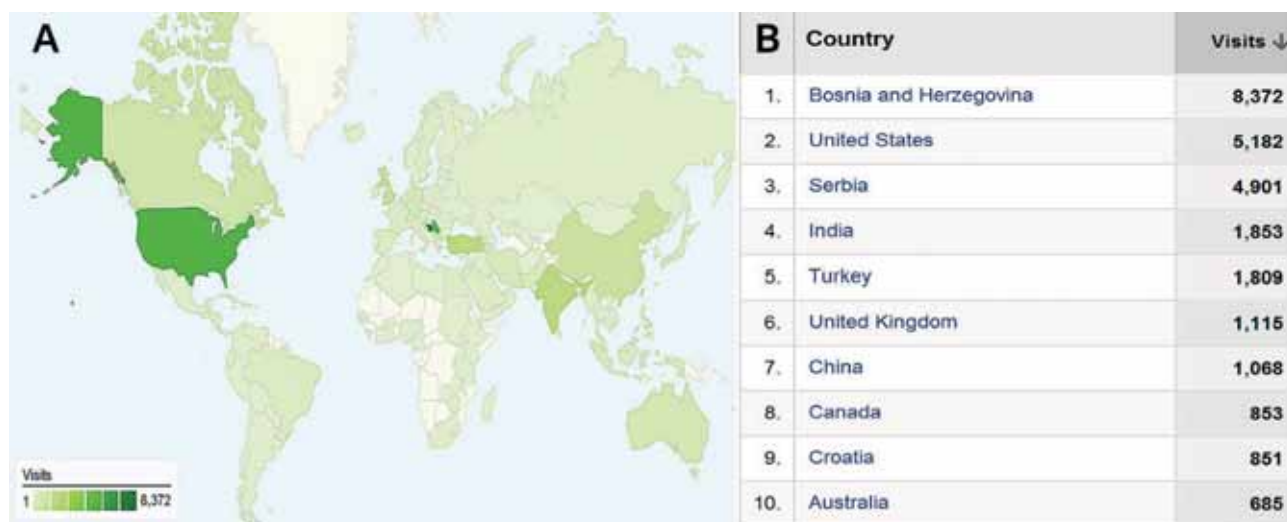 A
Visits
1 8,372
B Country Visits ↓
1. Bosnia and Herzegovina 8,372
2. United States 5,182
3. Serbia 4,901
4. India 1,853
5. Turkey 1,809
6. United Kingdom 1,115
7. China 1,068
8. Canada 853
9. Croatia 851
10. Australia 685